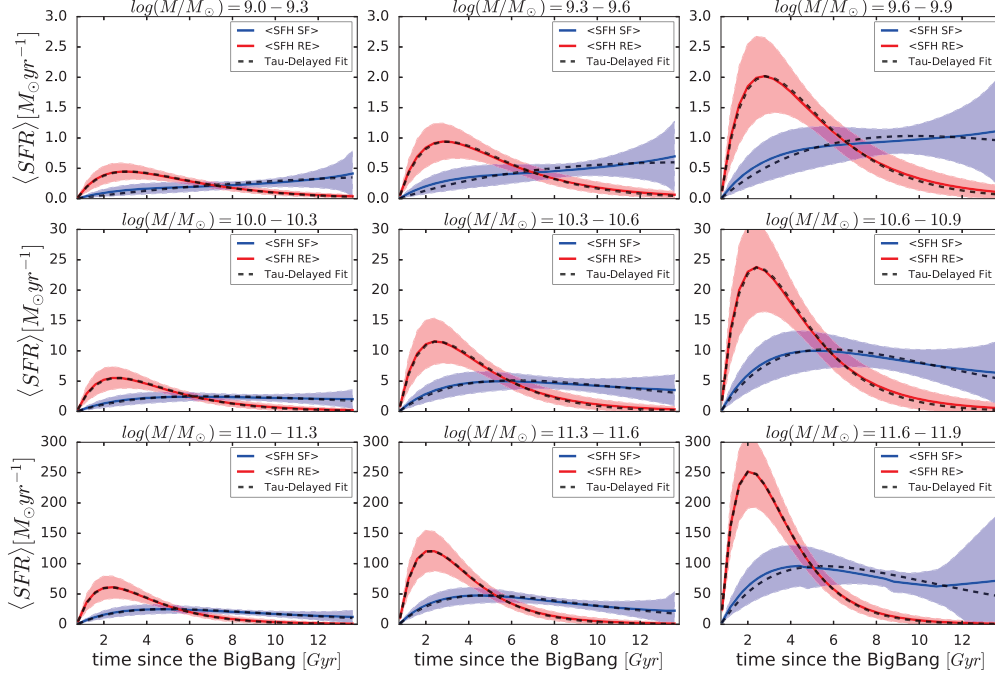 log(M/M⊙) = 9.0 − 9.3
log(M/M⊙) = 9.3 − 9.6
log(M/M⊙) = 9.6 − 9.9
⟨SFR⟩[M⊙yr⁻¹]
3.0
2.5
2.0
1.5
1.0
0.5
0.0
<SFH SF>
<SFH RE>
Tau-Delayed Fit
<SFH SF>
<SFH RE>
Tau-Delayed Fit
<SFH SF>
<SFH RE>
Tau-Delayed Fit
log(M/M⊙) = 10.0 − 10.3
log(M/M⊙) = 10.3 − 10.6
log(M/M⊙) = 10.6 − 10.9
⟨SFR⟩[M⊙yr⁻¹]
30
25
20
15
10
5
0
<SFH SF>
<SFH RE>
Tau-Delayed Fit
<SFH SF>
<SFH RE>
Tau-Delayed Fit
<SFH SF>
<SFH RE>
Tau-Delayed Fit
log(M/M⊙) = 11.0 − 11.3
log(M/M⊙) = 11.3 − 11.6
log(M/M⊙) = 11.6 − 11.9
⟨SFR⟩[M⊙yr⁻¹]
300
250
200
150
100
50
0
<SFH SF>
<SFH RE>
Tau-Delayed Fit
<SFH SF>
<SFH RE>
Tau-Delayed Fit
<SFH SF>
<SFH RE>
Tau-Delayed Fit
2 4 6 8 10 12
2 4 6 8 10 12
2 4 6 8 10 12
time since the BigBang [Gyr]
time since the BigBang [Gyr]
time since the BigBang [Gyr]